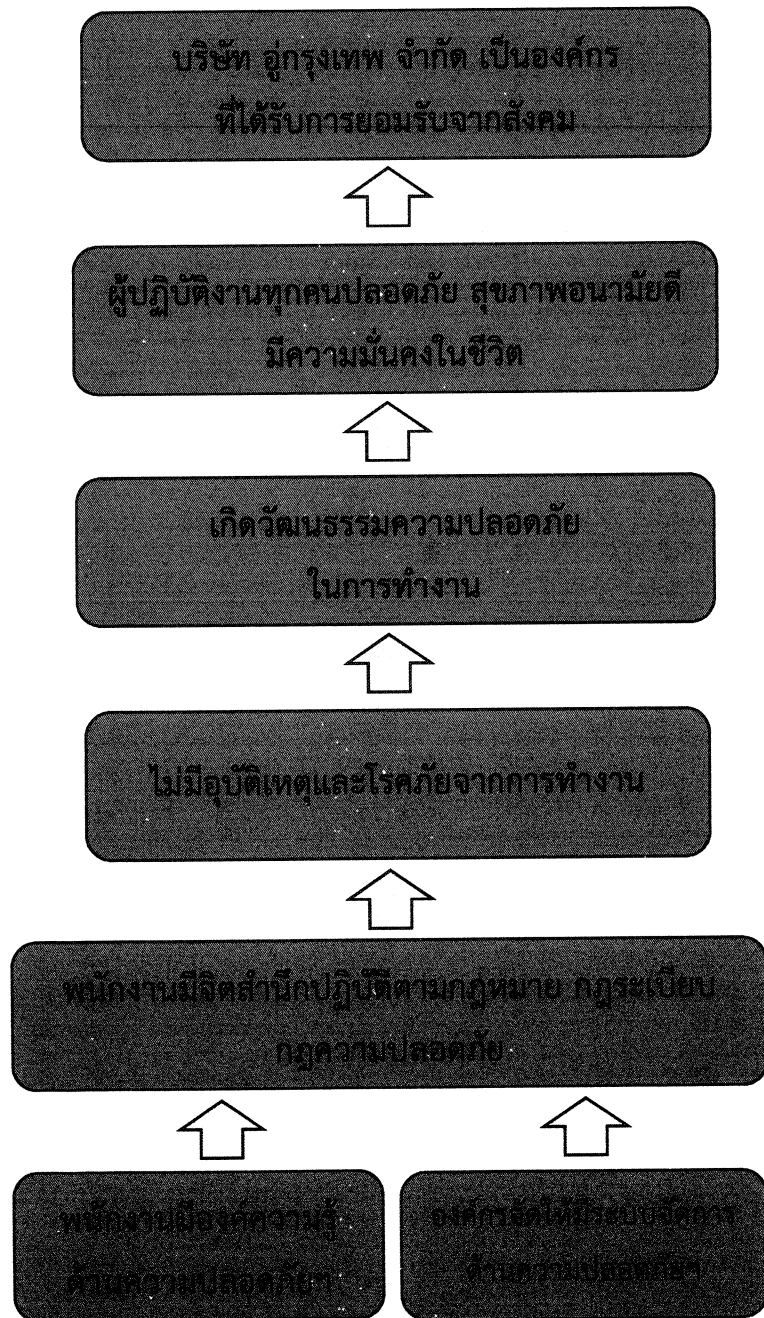 บริษัท อู่กรุงเทพ จำกัด เป็นองค์กร
ที่ได้รับการยอมรับจากสังคม
ผู้ปฏิบัติงานทุกคนปลอดภัย สุขภาพอนามัยดี
มีความมั่นคงในชีวิต
เกิดวัฒนธรรมความปลอดภัย
ในการทำงาน
ไม่มีอุบัติเหตุและโรคภัยจากการทำงาน
พนักงานมีจิตสำนึกปฏิบัติตามกฎหมาย กฎระเบียบ
กฎความปลอดภัย
พนักงานมีองค์ความรู้
ด้านความปลอดภัยฯ
องค์กรจัดให้มีระบบจัดการ
ด้านความปลอดภัยฯ